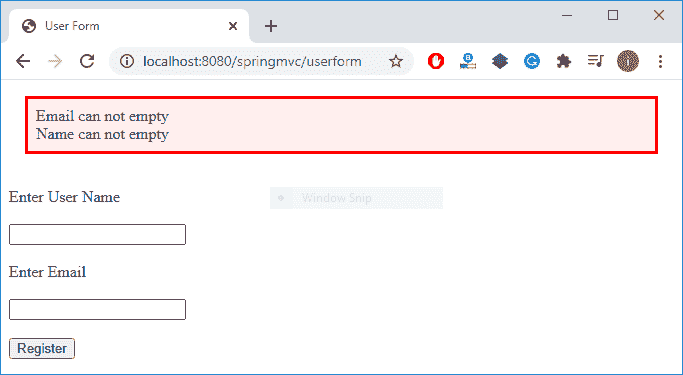 User Form
localhost:8080/springmvc/userform
Email can not empty
Name can not empty
Window Snip
Enter User Name
Enter Email
Register